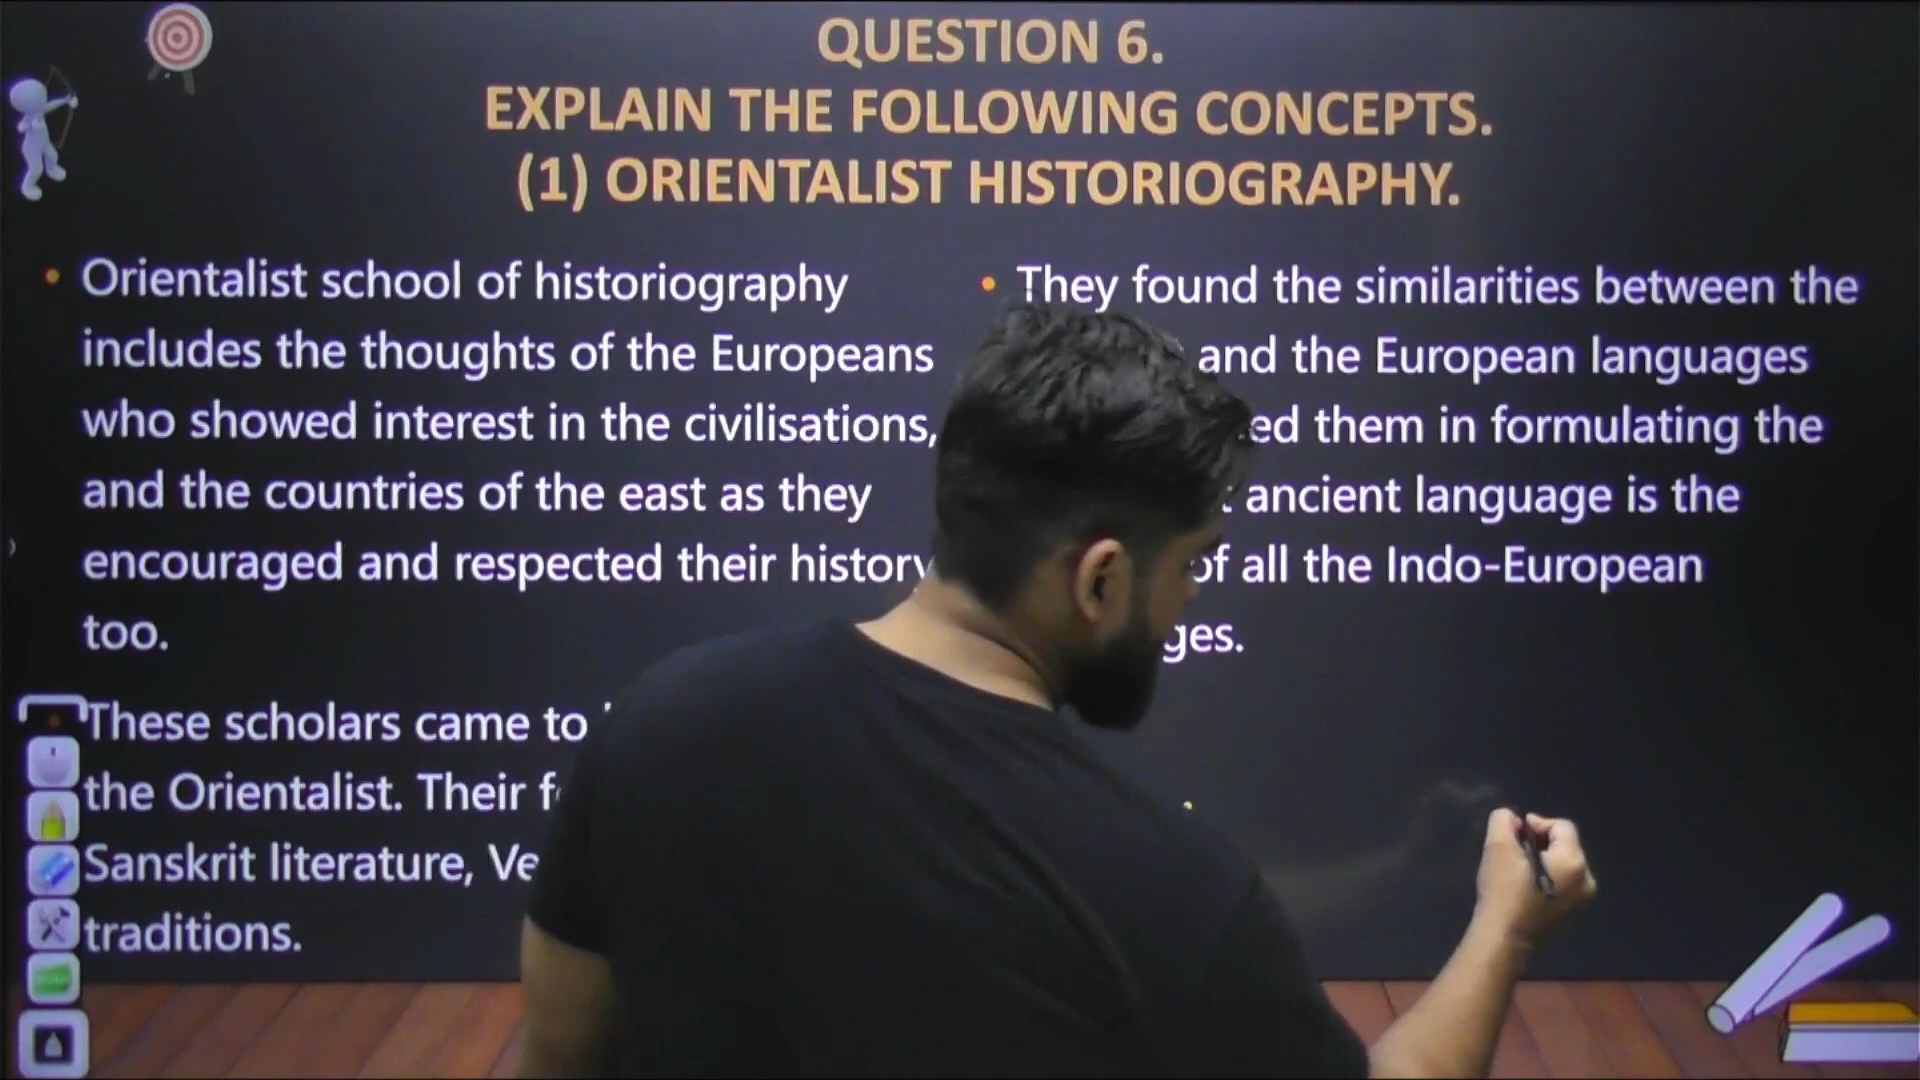 QUESTION 6.
EXPLAIN THE FOLLOWING CONCEPTS.
(1) ORIENTALIST HISTORIOGRAPHY.
• Orientalist school of historiography
includes the thoughts of the Europeans
who showed interest in the civilisations,
and the countries of the east as they
encouraged and respected their history
too.
These scholars came to
the Orientalist. Their
Sanskrit literature,
traditions.
• They found the similarities between the
and the European languages
them in formulating the
ancient language is the
of all the Indo-European